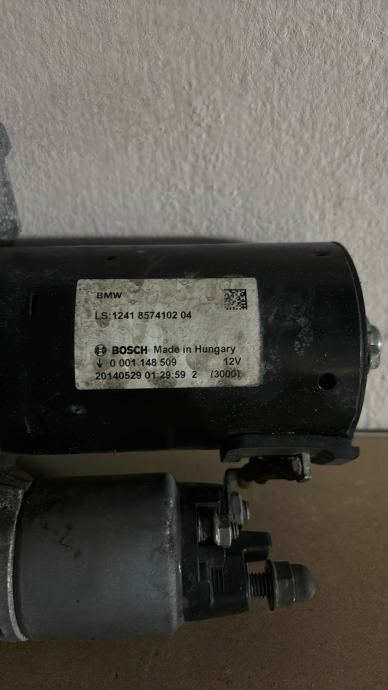 BMW
LS:1241 8574102 04
BOSCH Made in Hungary
0 001 148 509 12V
20140529 01:29:59 2 (3000)